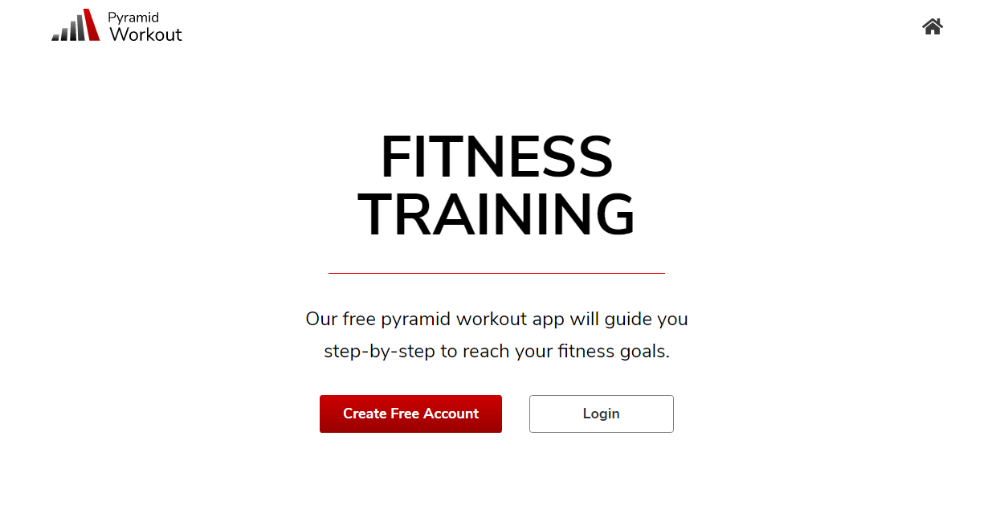 Pyramid
Workout
FITNESS
TRAINING
Our free pyramid workout app will guide you
step-by-step to reach your fitness goals.
Create Free Account
Login